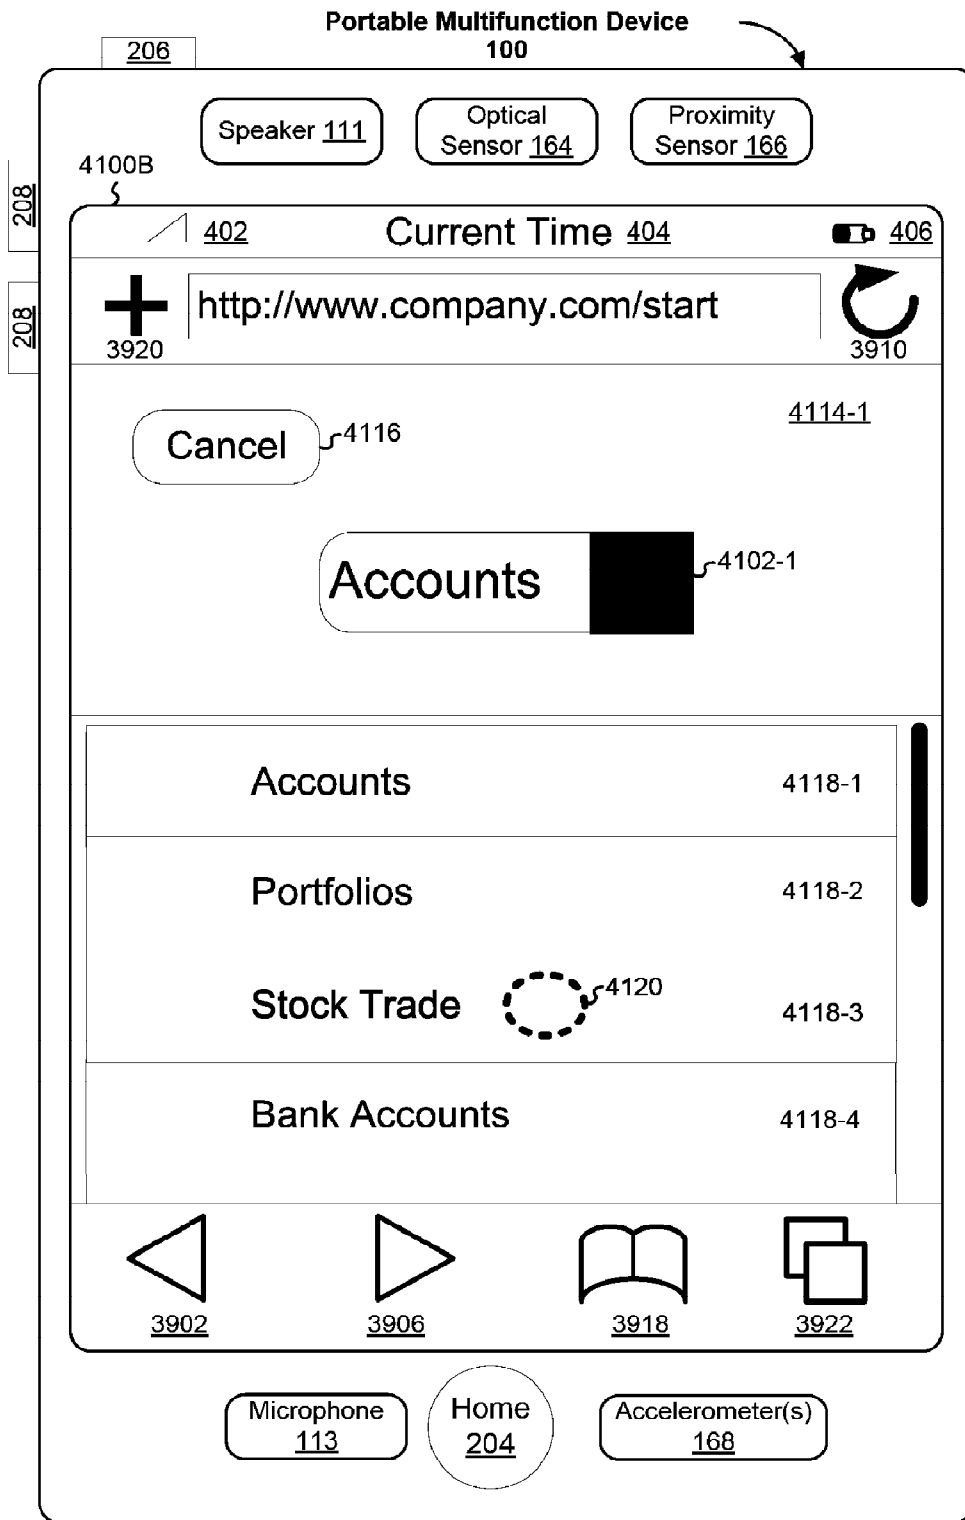 Portable Multifunction Device
100
206
Speaker 111
Optical
Sensor 164
Proximity
Sensor 166
208
4100B
402
Current Time 404
406
208
http://www.company.com/start
3920
3910
4114-1
Cancel
4116
Accounts
4102-1
Accounts
4118-1
Portfolios
4118-2
Stock Trade
4120
4118-3
Bank Accounts
4118-4
3902
3906
3918
3922
Microphone
113
Home
204
Accelerometer(s)
168